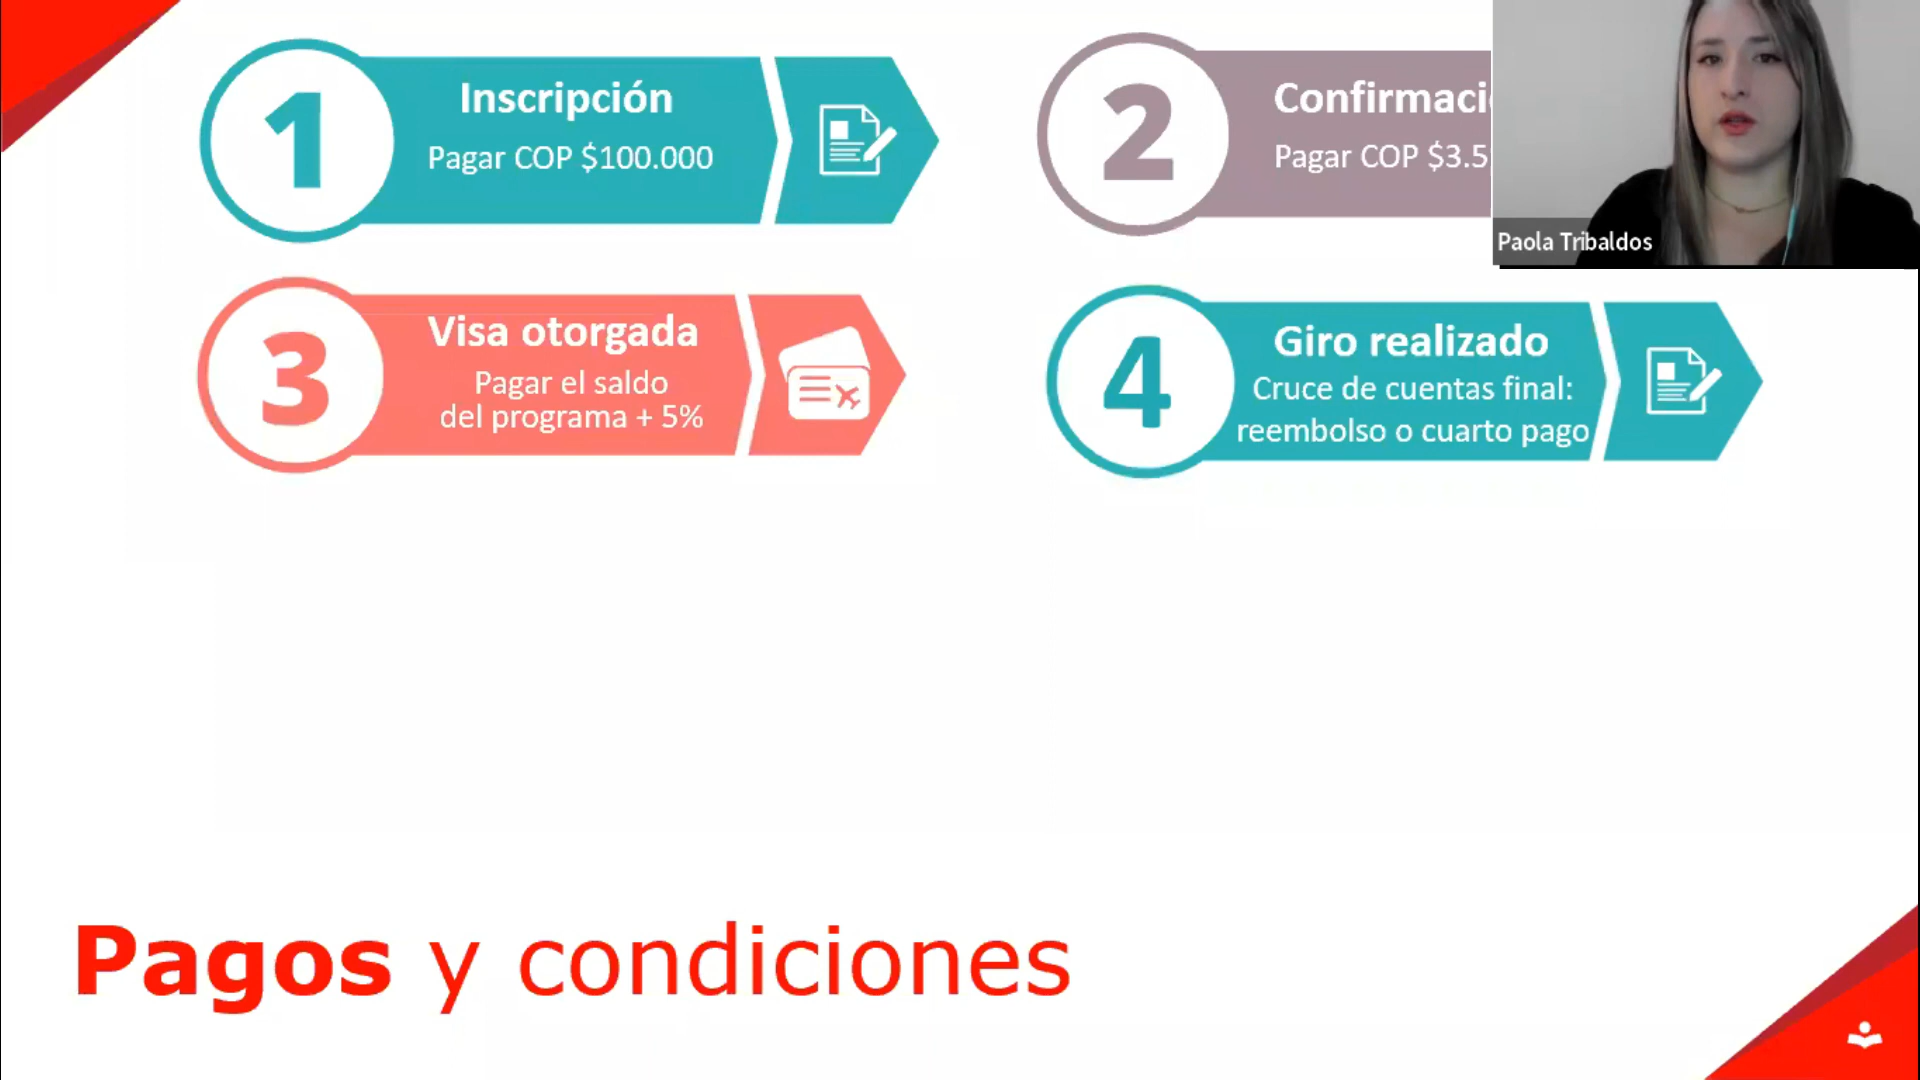 1
Inscripción
Pagar COP $100.000
2
Confirmaci
Pagar COP $3.5
Paola Tribaldos
3
Visa otorgada
Pagar el saldo
del programa + 5%
4
Giro realizado
Cruce de cuentas final:
reembolso o cuarto pago
Pagos y condiciones